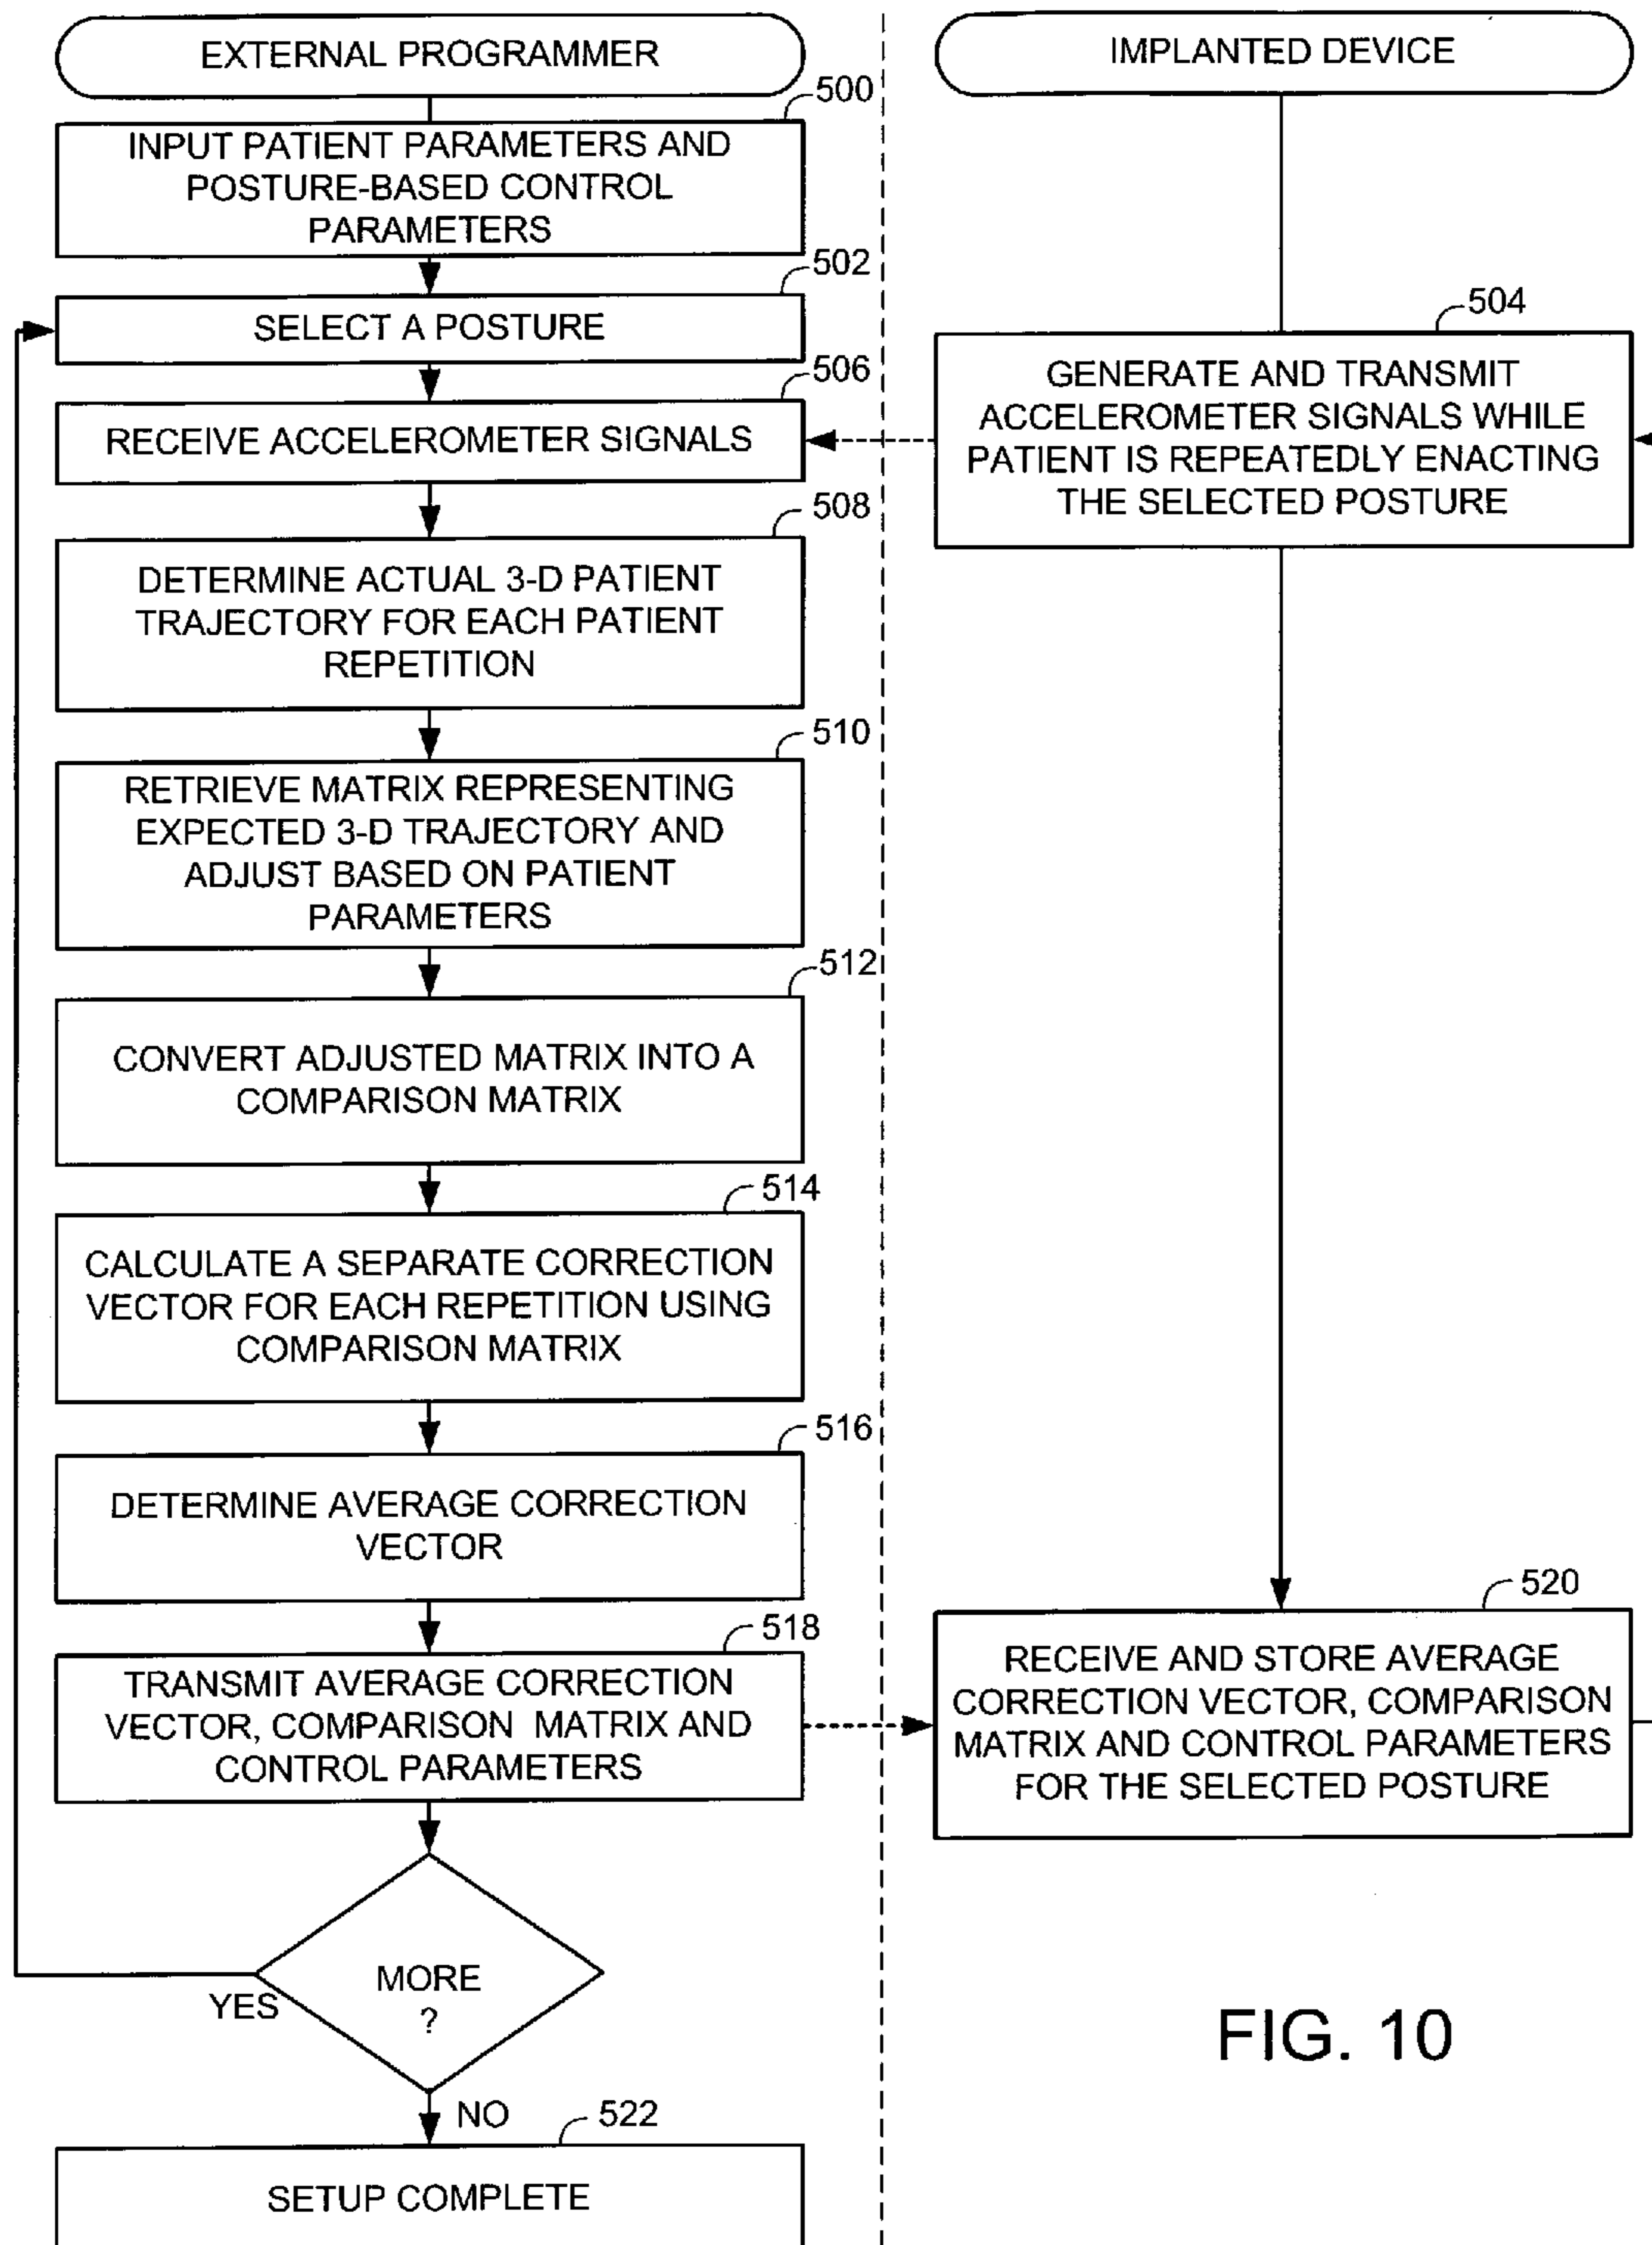 EXTERNAL PROGRAMMER
500
INPUT PATIENT PARAMETERS AND
POSTURE-BASED CONTROL
PARAMETERS
502
SELECT A POSTURE
506
RECEIVE ACCELEROMETER SIGNALS
508
DETERMINE ACTUAL 3-D PATIENT
TRAJECTORY FOR EACH PATIENT
REPETITION
510
RETRIEVE MATRIX REPRESENTING
EXPECTED 3-D TRAJECTORY AND
ADJUST BASED ON PATIENT
PARAMETERS
512
CONVERT ADJUSTED MATRIX INTO A
COMPARISON MATRIX
514
CALCULATE A SEPARATE CORRECTION
VECTOR FOR EACH REPETITION USING
COMPARISON MATRIX
516
DETERMINE AVERAGE CORRECTION
VECTOR
518
TRANSMIT AVERAGE CORRECTION
VECTOR, COMPARISON MATRIX AND
CONTROL PARAMETERS
MORE
?
YES
NO
522
SETUP COMPLETE
IMPLANTED DEVICE
504
GENERATE AND TRANSMIT
ACCELEROMETER SIGNALS WHILE
PATIENT IS REPEATEDLY ENACTING
THE SELECTED POSTURE
520
RECEIVE AND STORE AVERAGE
CORRECTION VECTOR, COMPARISON
MATRIX AND CONTROL PARAMETERS
FOR THE SELECTED POSTURE
FIG. 10